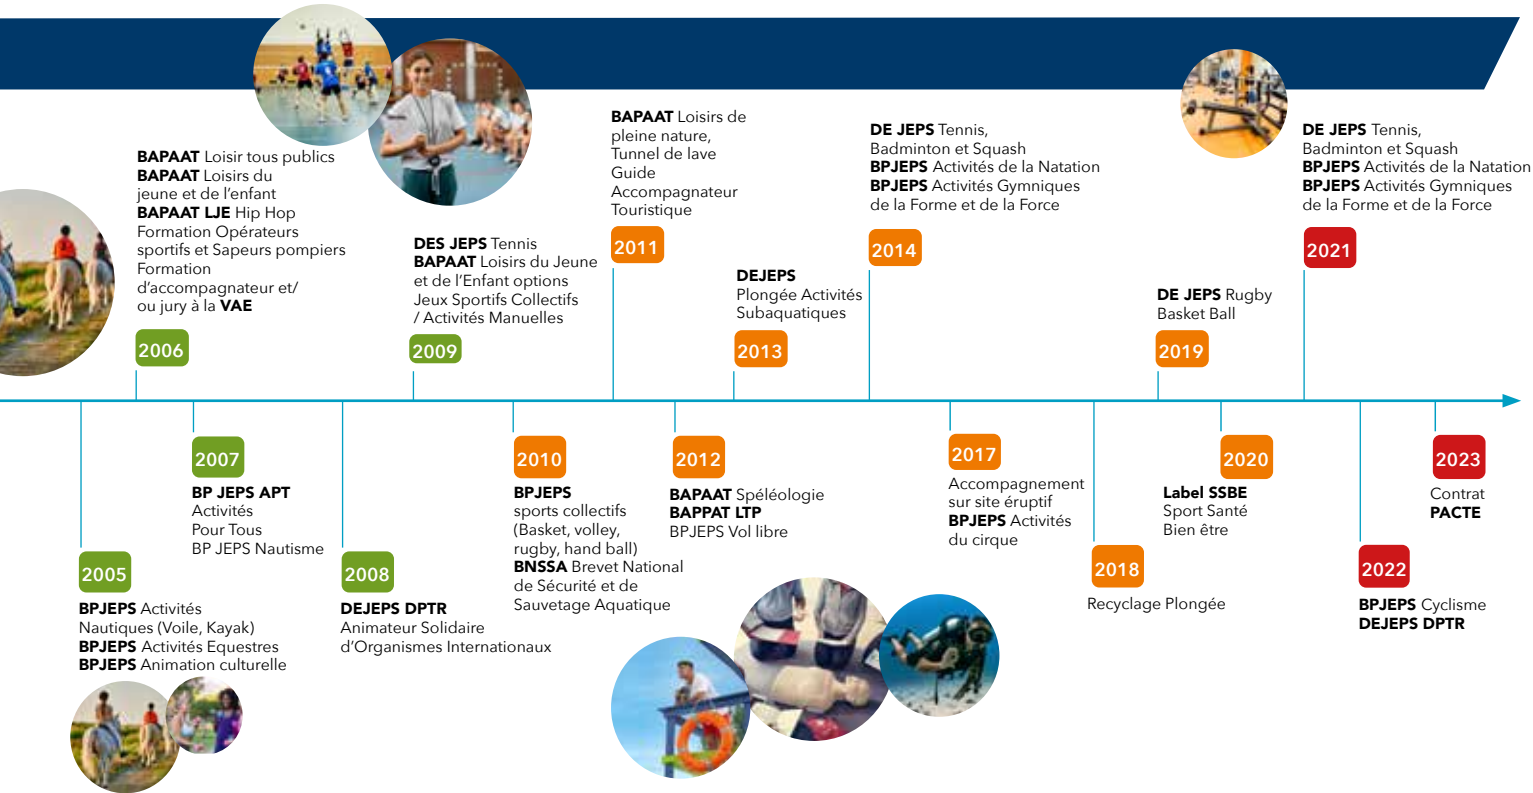 BAPAAT Loisir tous publics
BAPAAT Loisirs du
jeune et de l'enfant
BAPAAT LJE Hip Hop
Formation Opérateurs
sportifs et Sapeurs pompiers
Formation
d'accompagnateur et/
ou jury à la VAE
2006
DES JEPS Tennis
BAPAAT Loisirs du Jeune
et de l'Enfant options
Jeux Sportifs Collectifs
/ Activités Manuelles
2009
BAPAAT Loisirs de
pleine nature,
Tunnel de lave
Guide
Accompagnateur
Touristique
2011
DEJEPS
Plongée Activités
Subaquatiques
2013
DE JEPS Tennis,
Badminton et Squash
BPJEPS Activités de la Natation
BPJEPS Activités Gymniques
de la Forme et de la Force
2014
DE JEPS Rugby
Basket Ball
2019
DE JEPS Tennis,
Badminton et Squash
BPJEPS Activités de la Natation
BPJEPS Activités Gymniques
de la Forme et de la Force
2021
2005
BPJEPS Activités
Nautiques (Voile, Kayak)
BPJEPS Activités Equestres
BPJEPS Animation culturelle
2007
BP JEPS APT
Activités
Pour Tous
BP JEPS Nautisme
2008
DEJEPS DPTR
Animateur Solidaire
d'Organismes Internationaux
2010
BPJEPS
sports collectifs
(Basket, volley,
rugby, hand ball)
BNSSA Brevet National
de Sécurité et de
Sauvetage Aquatique
2012
BAPAAT Spéléologie
BAPPAT LTP
BPJEPS Vol libre
2017
Accompagnement
sur site éruptif
BPJEPS Activités
du cirque
2018
Recyclage Plongée
2020
Label SSBE
Sport Santé
Bien être
2022
BPJEPS Cyclisme
DEJEPS DPTR
2023
Contrat
PACTE